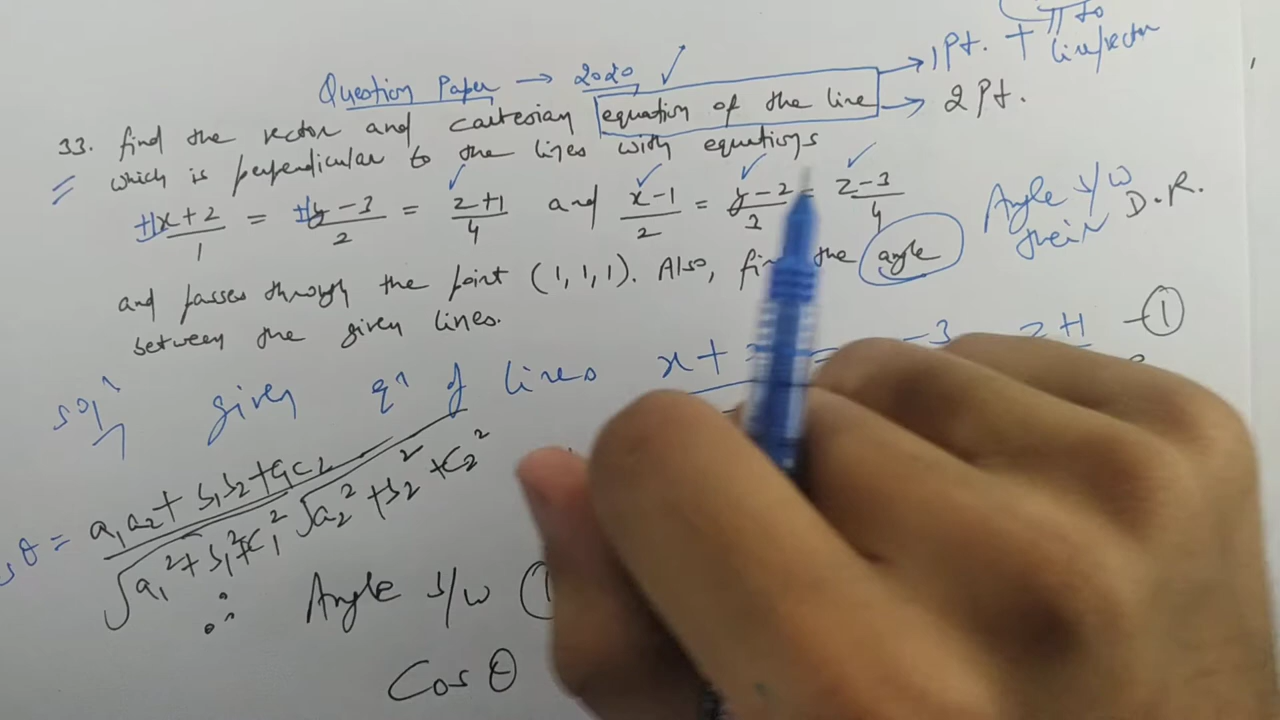 Question Paper → 2020 ✓
1 Pt. + || to line/vector
2 Pt.
33. find the vector and cartesian equation of the line
which is perpendicular to the lines with equations
+1x+2/1 = +1y-3/2 = z+1/4 and x-1/2 = y-2/2 = z-3/4
Angle b/w their D.R.
and passes through the point (1,1,1). Also, find the angle
between the given lines.
soln given eqn of lines x+ = -3 z+1 - ①
θ = a₁a₂+b₁b₂+c₁c₂ / √a₁²+b₁²+c₁² √a₂²+b₂²+c₂²
∴ Angle b/w
Cos θ